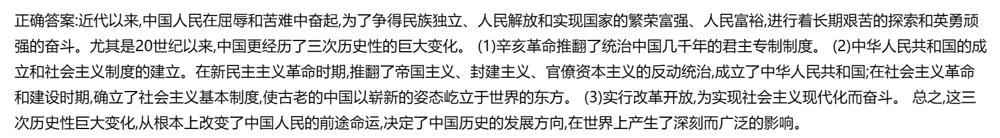 正确答案:近代以来,中国人民在屈辱和苦难中奋起,为了争得民族独立、人民解放和实现国家的繁荣富强、人民富裕,进行着长期艰苦的探索和英勇顽
强的奋斗。尤其是20世纪以来,中国更经历了三次历史性的巨大变化。 (1)辛亥革命推翻了统治中国几千年的君主专制制度。 (2)中华人民共和国的成
立和社会主义制度的建立。在新民主主义革命时期,推翻了帝国主义、封建主义、官僚资本主义的反动统治,成立了中华人民共和国;在社会主义革命
和建设时期,确立了社会主义基本制度,使古老的中国以崭新的姿态屹立于世界的东方。 (3)实行改革开放,为实现社会主义现代化而奋斗。 总之,这三
次历史性巨大变化,从根本上改变了中国人民的前途命运,决定了中国历史的发展方向,在世界上产生了深刻而广泛的影响。